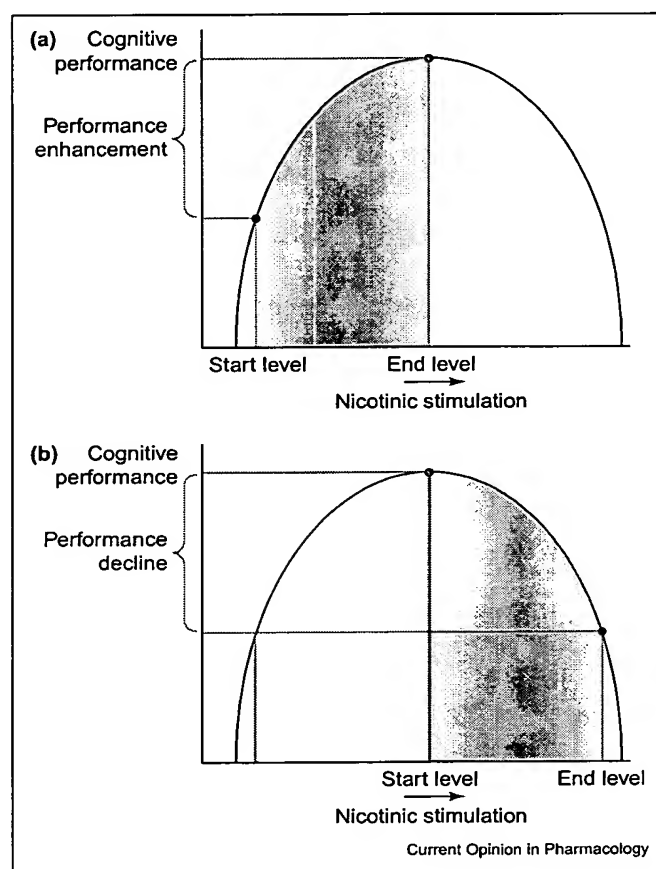 (a) Cognitive
performance
Performance
enhancement
Start level End level
Nicotinic stimulation
(b) Cognitive
performance
Performance
decline
Start level End level
Nicotinic stimulation
Current Opinion in Pharmacology